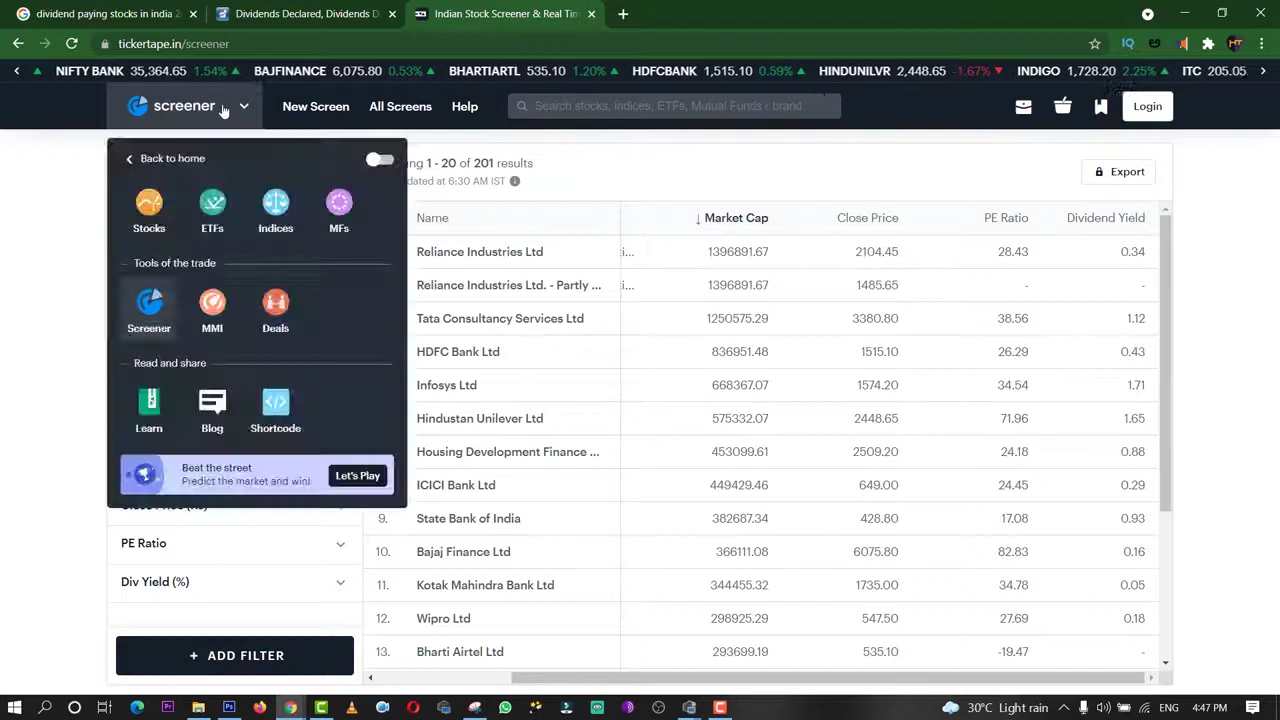 dividend paying stocks in india 2
Dividends Declared, Dividends D
Indian Stock Screener & Real Tim
tickertape.in/screener
NIFTY BANK 35,364.65 1.54% BAJFINANCE 6,075.80 0.53% BHARTIARTL 535.10 1.20% HDFCBANK 1,515.10 0.59% HINDUNILVR 2,448.65 -1.67% INDIGO 1,728.20 2.25% ITC 205.05
screener New Screen All Screens Help Search stocks, indices, ETFs, Mutual Funds or brand Login
Back to home
Stocks ETFs Indices MFs
Tools of the trade
Screener MMI Deals
Read and share
Learn Blog Shortcode
Beat the street
Predict the market and win! Let's Play
PE Ratio
Div Yield (%)
+ ADD FILTER
ng 1 - 20 of 201 results
dated at 6:30 AM IST
Export
Name ↓ Market Cap Close Price PE Ratio Dividend Yield
Reliance Industries Ltd 1396891.67 2104.45 28.43 0.34
Reliance Industries Ltd. - Partly ... 1396891.67 1485.65 - -
Tata Consultancy Services Ltd 1250575.29 3380.80 38.56 1.12
HDFC Bank Ltd 836951.48 1515.10 26.29 0.43
Infosys Ltd 668367.07 1574.20 34.54 1.71
Hindustan Unilever Ltd 575332.07 2448.65 71.96 1.65
Housing Development Finance ... 453099.61 2509.20 24.18 0.88
ICICI Bank Ltd 449429.46 649.00 24.45 0.29
9. State Bank of India 382687.34 428.80 17.08 0.93
10. Bajaj Finance Ltd 366111.08 6075.80 82.83 0.16
11. Kotak Mahindra Bank Ltd 344455.32 1735.00 34.78 0.05
12. Wipro Ltd 298925.29 547.50 27.69 0.18
13. Bharti Airtel Ltd 293699.19 535.10 -19.47 -
30°C Light rain ENG 4:47 PM